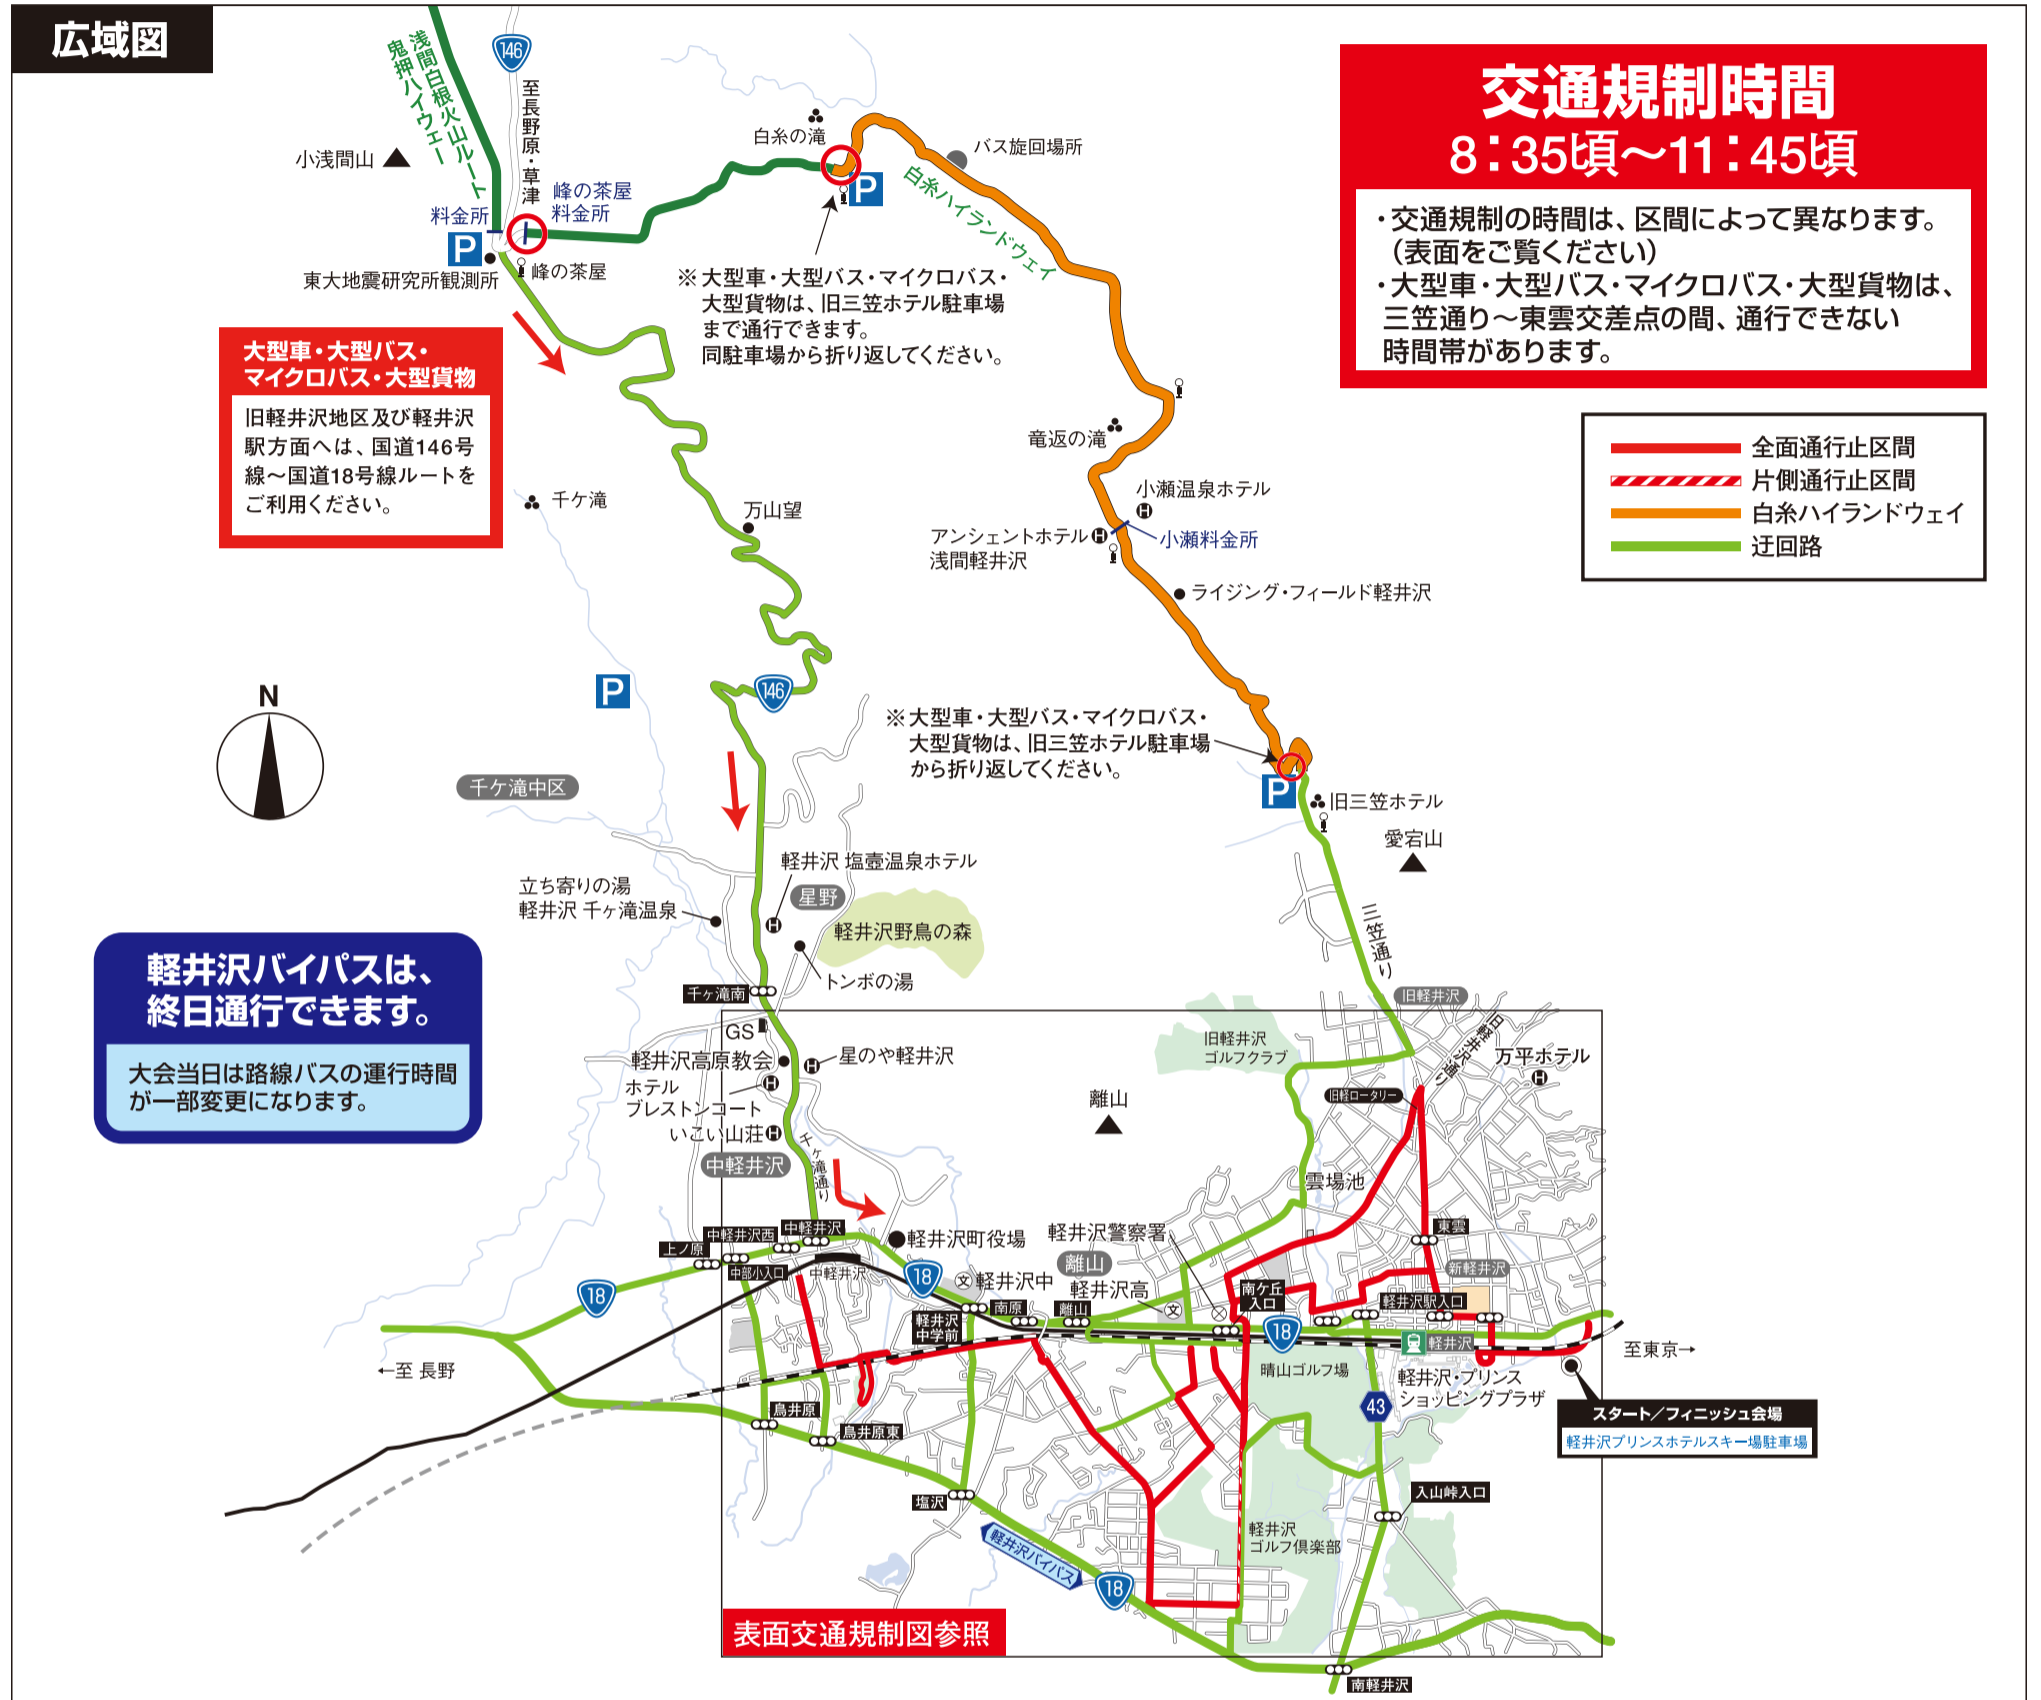 広域図
交通規制時間
8：35頃～11：45頃
・交通規制の時間は、区間によって異なります。
（表面をご覧ください）
・大型車・大型バス・マイクロバス・大型貨物は、
三笠通り～東雲交差点の間、通行できない
時間帯があります。
全面通行止区間
片側通行止区間
白糸ハイランドウェイ
迂回路
浅間白根火山ルート
鬼押ハイウェー
146
至長野原・草津
小浅間山
料金所
P
峰の茶屋
料金所
東大地震研究所観測所
峰の茶屋
白糸の滝
P
バス旋回場所
白糸ハイランドウェイ
※大型車・大型バス・マイクロバス・
大型貨物は、旧三笠ホテル駐車場
まで通行できます。
同駐車場から折り返してください。
大型車・大型バス・
マイクロバス・大型貨物
旧軽井沢地区及び軽井沢
駅方面へは、国道146号
線～国道18号線ルートを
ご利用ください。
千ケ滝
万山望
竜返の滝
小瀬温泉ホテル
H
アンシェントホテル
浅間軽井沢
H
小瀬料金所
ライジング・フィールド軽井沢
N
P
146
※大型車・大型バス・マイクロバス・
大型貨物は、旧三笠ホテル駐車場
から折り返してください。
P
旧三笠ホテル
愛宕山
三笠通り
千ケ滝中区
軽井沢 塩壺温泉ホテル
H
立ち寄りの湯
軽井沢 千ヶ滝温泉
星野
軽井沢野鳥の森
トンボの湯
千ヶ滝南
軽井沢バイパスは、
終日通行できます。
大会当日は路線バスの運行時間
が一部変更になります。
GS
軽井沢高原教会
星のや軽井沢
H
ホテル
ブレストンコート
H
いこい山荘
H
中軽井沢
千ヶ滝通り
旧軽井沢
旧軽井沢
ゴルフクラブ
旧軽井沢通り
万平ホテル
H
旧軽ロータリー
離山
雲場池
上ノ原
中軽井沢西
中軽井沢
中部小入口
中軽井沢
軽井沢町役場
18
18
文
軽井沢中
軽井沢警察署
離山
軽井沢高
文
軽井沢
中学前
南原
離山
南ケ丘
入口
18
東雲
新軽井沢
軽井沢駅入口
軽井沢
至東京→
←至 長野
晴山ゴルフ場
軽井沢・プリンス
ショッピングプラザ
43
スタート／フィニッシュ会場
軽井沢プリンスホテルスキー場駐車場
鳥井原
鳥井原東
塩沢
軽井沢バイパス
18
軽井沢
ゴルフ倶楽部
入山峠入口
表面交通規制図参照
南軽井沢